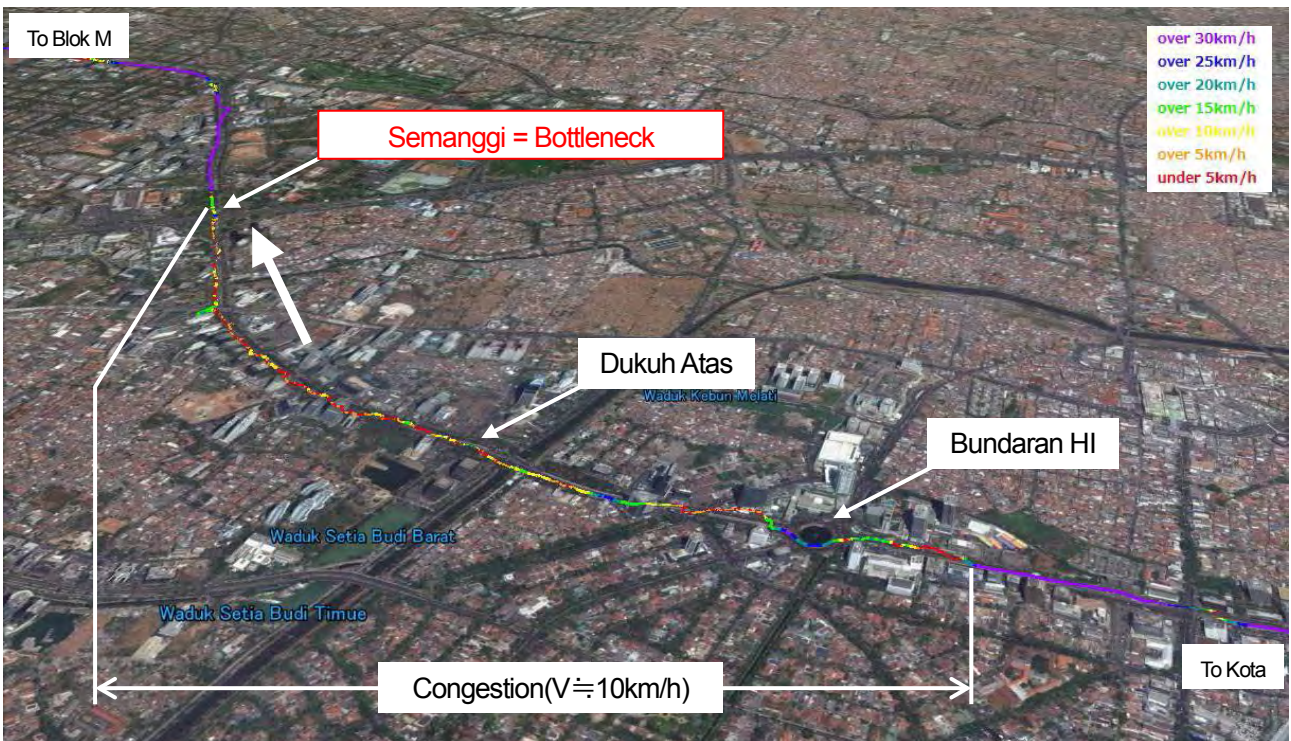 To Blok M
over 30km/h
over 25km/h
over 20km/h
over 15km/h
over 10km/h
over 5km/h
under 5km/h
Semanggi = Bottleneck
Dukuh Atas
Waduk Kebun Melati
Bundaran HI
Waduk Setia Budi Barat
Waduk Setia Budi Timue
To Kota
Congestion(V≒10km/h)